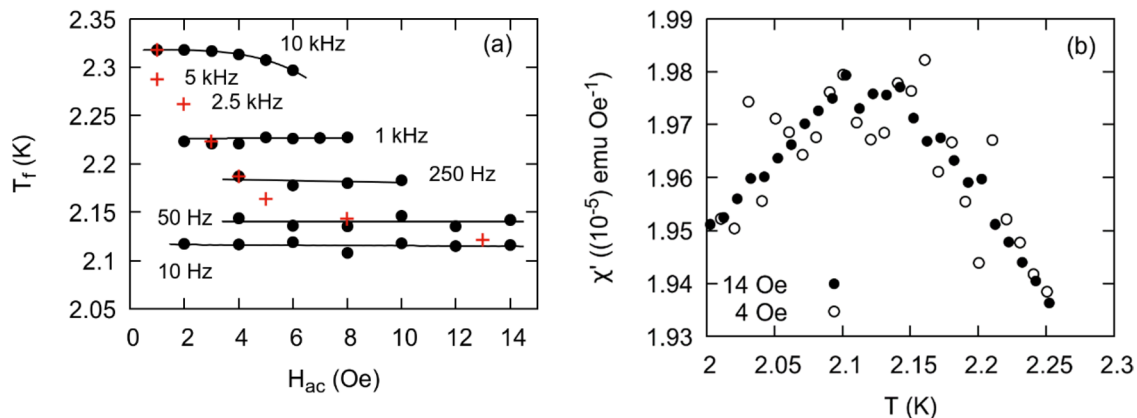 (a)
2.35
2.3
2.25
2.2
2.15
2.1
2.05
T_f (K)
10 kHz
5 kHz
2.5 kHz
1 kHz
250 Hz
50 Hz
10 Hz
0 2 4 6 8 10 12 14
H_ac (Oe)
(b)
1.99
1.98
1.97
1.96
1.95
1.94
1.93
χ' ((10^-5) emu Oe^-1)
14 Oe
4 Oe
2 2.05 2.1 2.15 2.2 2.25 2.3
T (K)